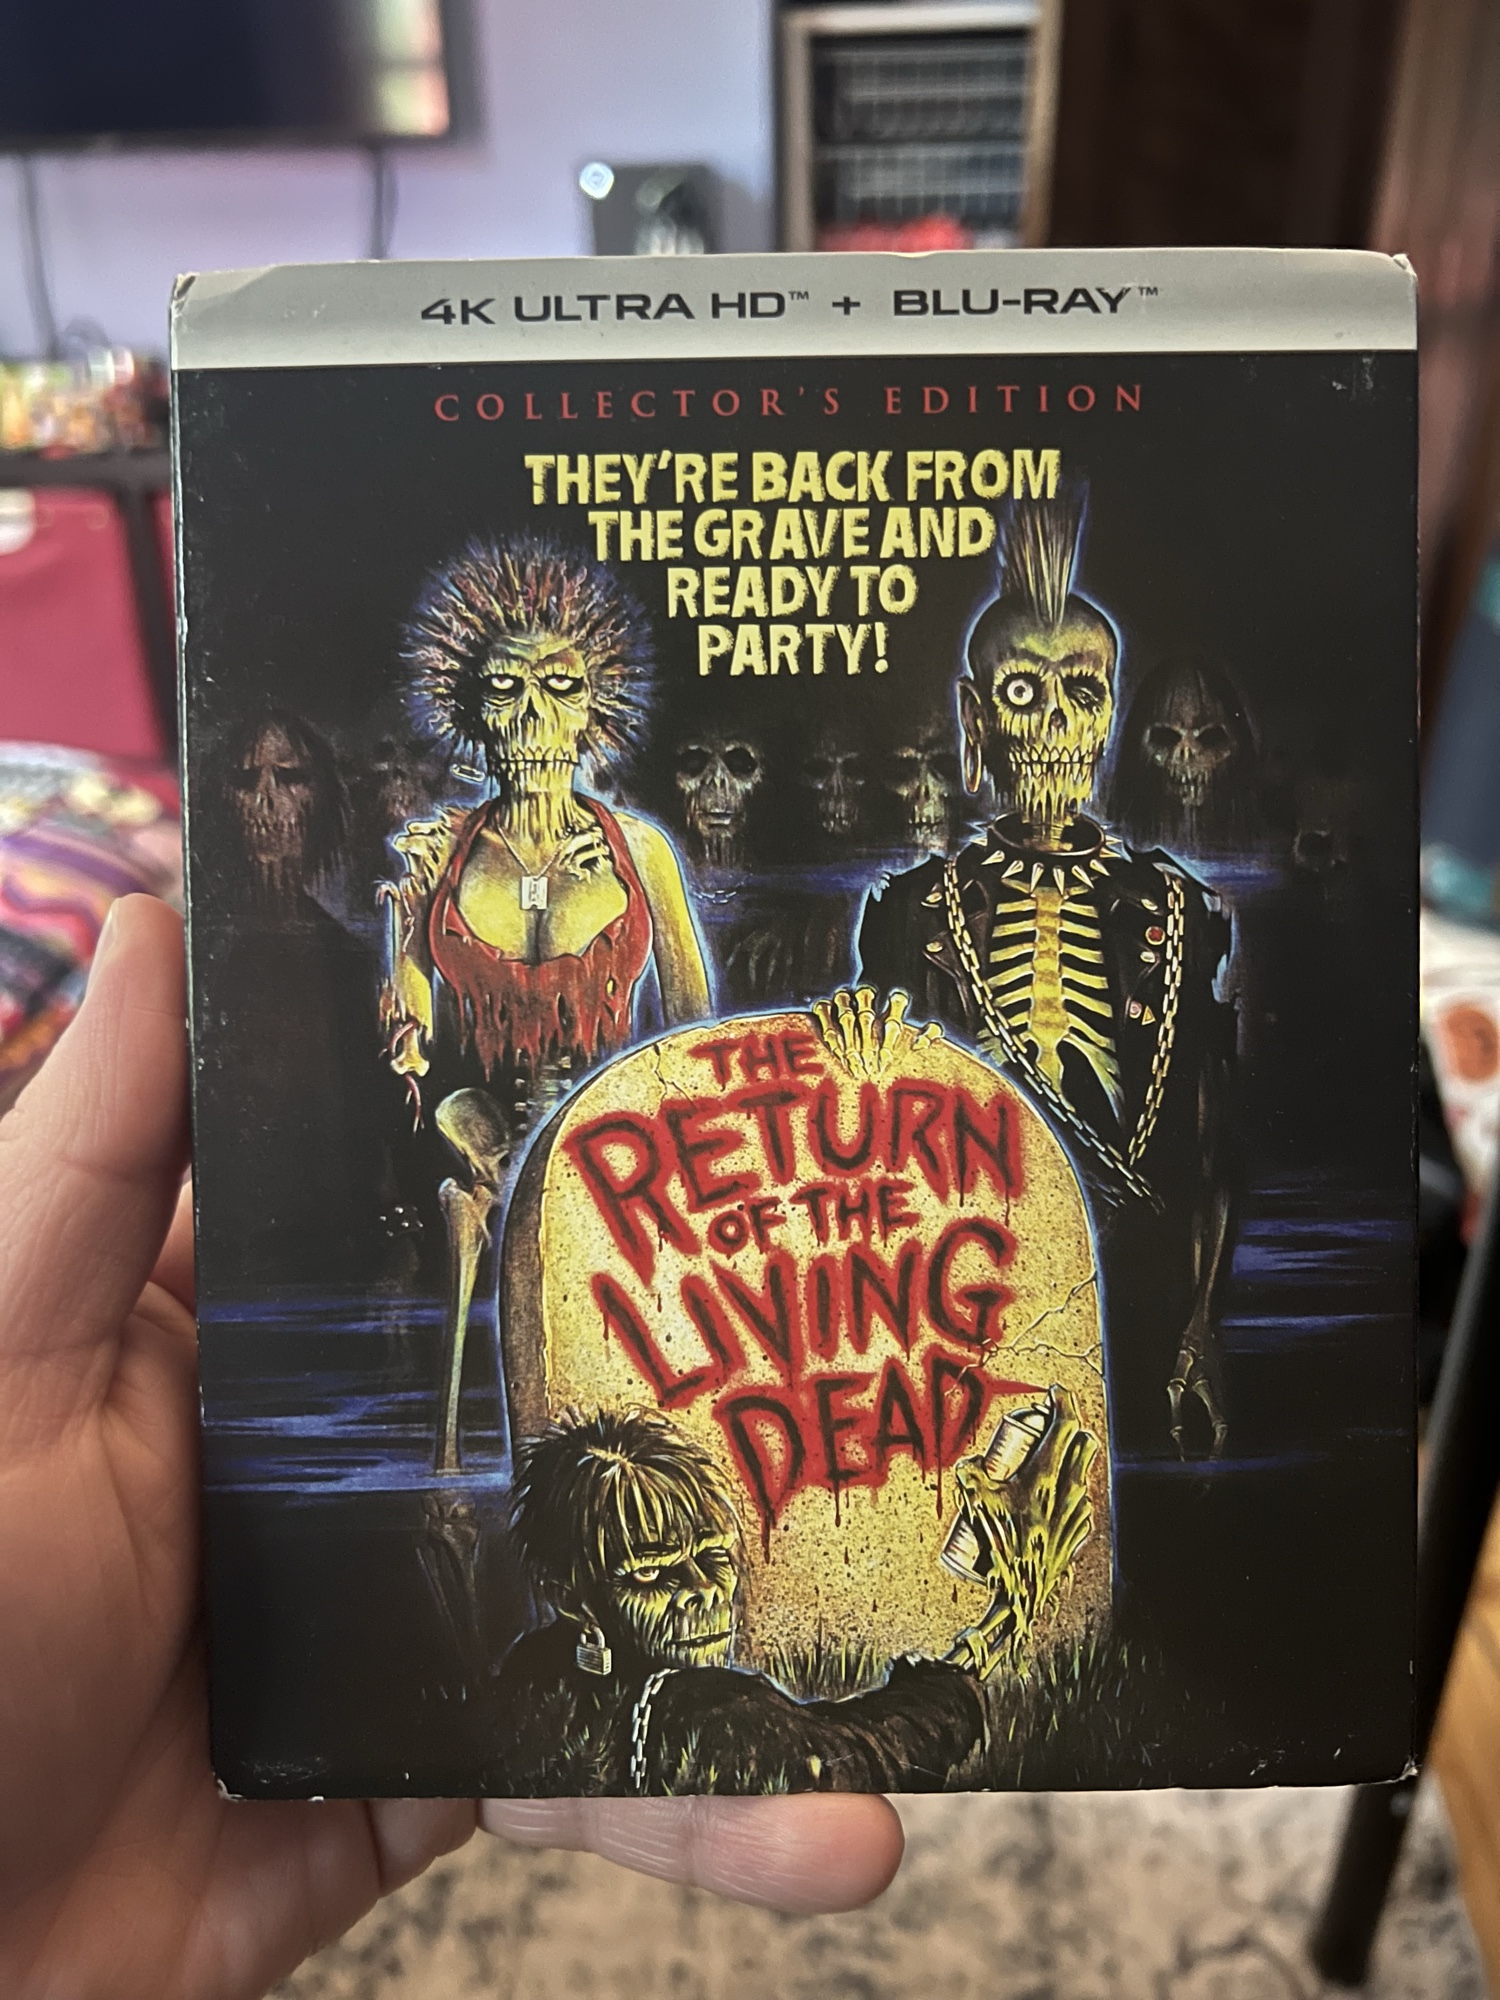 4K ULTRA HD™ + BLU-RAY™
COLLECTOR'S EDITION
THEY'RE BACK FROM
THE GRAVE AND
READY TO
PARTY!
THE
RETURN
OF THE
LIVING
DEAD